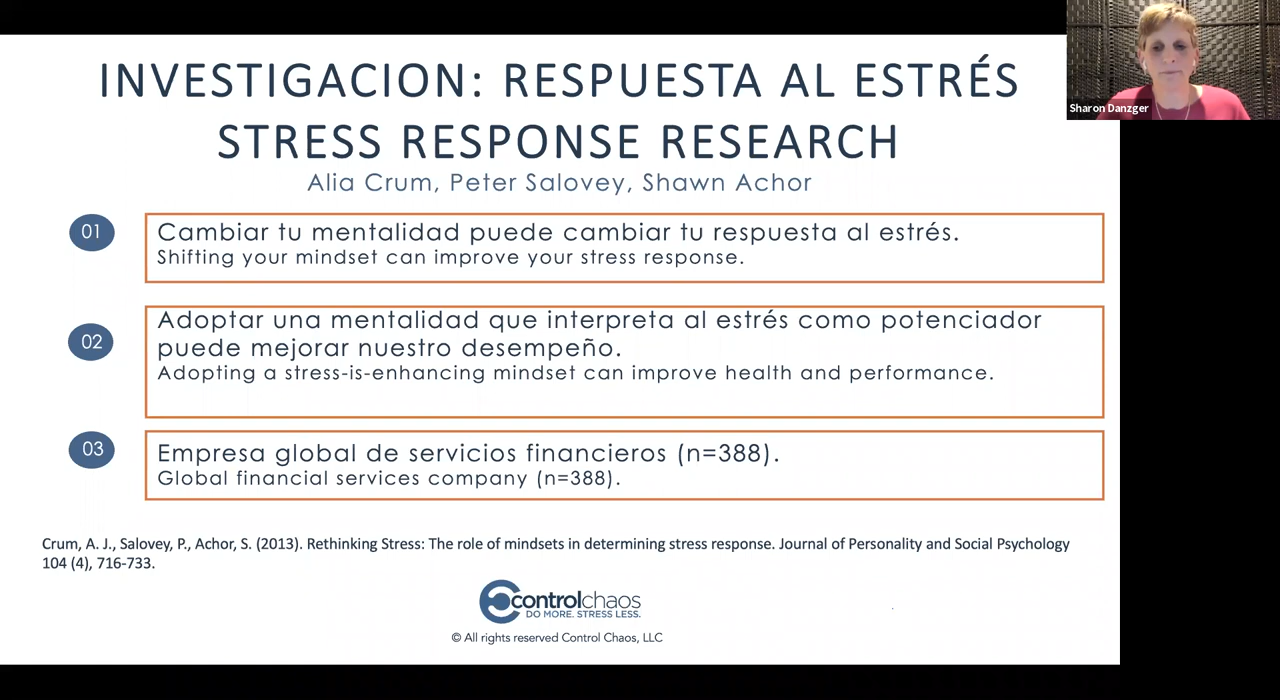 INVESTIGACION: RESPUESTA AL ESTRÉS
STRESS RESPONSE RESEARCH
Alia Crum, Peter Salovey, Shawn Achor
Sharon Danzger
01
Cambiar tu mentalidad puede cambiar tu respuesta al estrés.
Shifting your mindset can improve your stress response.
02
Adoptar una mentalidad que interpreta al estrés como potenciador
puede mejorar nuestro desempeño.
Adopting a stress-is-enhancing mindset can improve health and performance.
03
Empresa global de servicios financieros (n=388).
Global financial services company (n=388).
Crum, A. J., Salovey, P., Achor, S. (2013). Rethinking Stress: The role of mindsets in determining stress response. Journal of Personality and Social Psychology
104 (4), 716-733.
controlchaos
DO MORE. STRESS LESS.
© All rights reserved Control Chaos, LLC